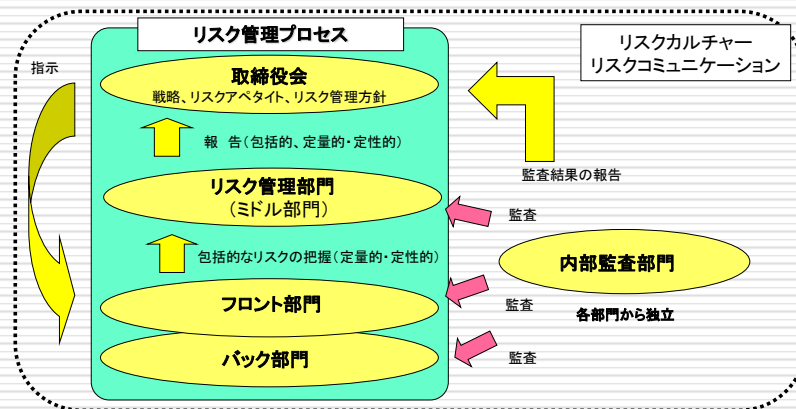 リスク管理プロセス
リスクカルチャー
リスクコミュニケーション
指示
取締役会
戦略、リスクアペタイト、リスク管理方針
報 告(包括的、定量的・定性的)
監査結果の報告
リスク管理部門
(ミドル部門)
監査
包括的なリスクの把握(定量的・定性的)
内部監査部門
フロント部門
監査
各部門から独立
バック部門
監査